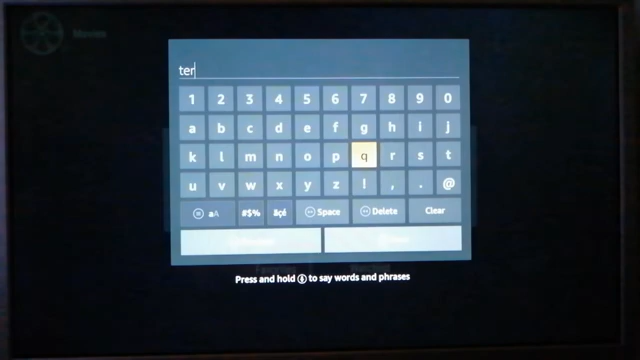 Movies
ter
1 2 3 4 5 6 7 8 9 0
a b c d e f g h i j
k l m n o p q r s t
u v w x y z ! , . @
aA #$% äçé Space Delete Clear
Press and hold to say words and phrases